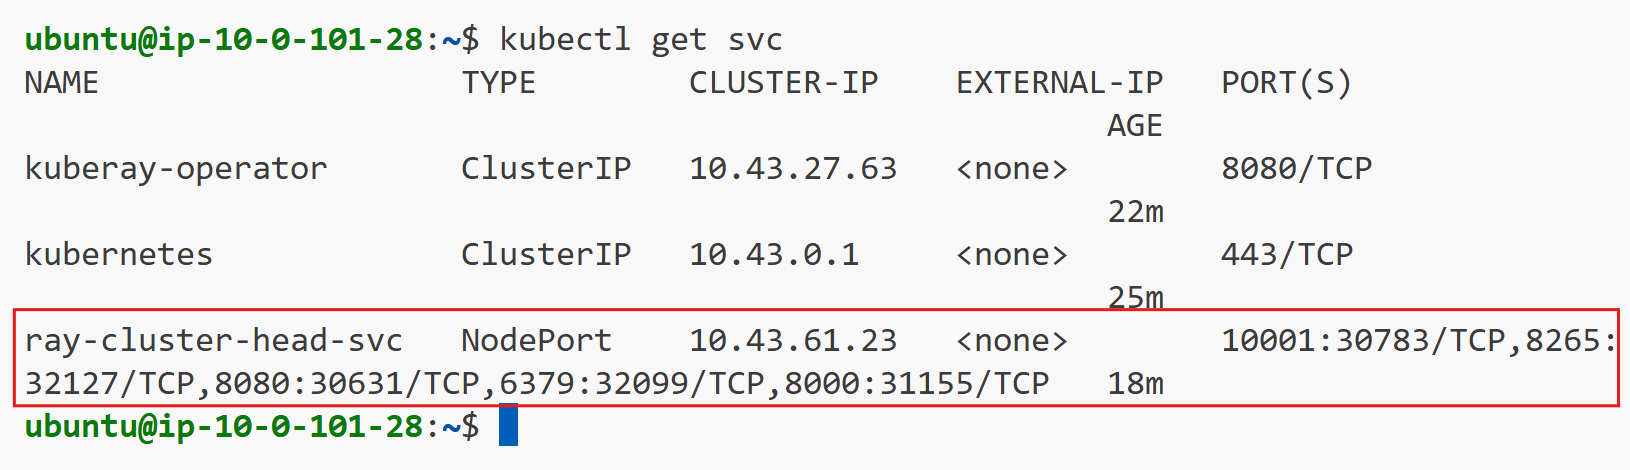 ubuntu@ip-10-0-101-28:~$ kubectl get svc
NAME TYPE CLUSTER-IP EXTERNAL-IP PORT(S)
AGE
kuberay-operator ClusterIP 10.43.27.63 <none> 8080/TCP
22m
kubernetes ClusterIP 10.43.0.1 <none> 443/TCP
25m
ray-cluster-head-svc NodePort 10.43.61.23 <none> 10001:30783/TCP,8265:
32127/TCP,8080:30631/TCP,6379:32099/TCP,8000:31155/TCP 18m
ubuntu@ip-10-0-101-28:~$